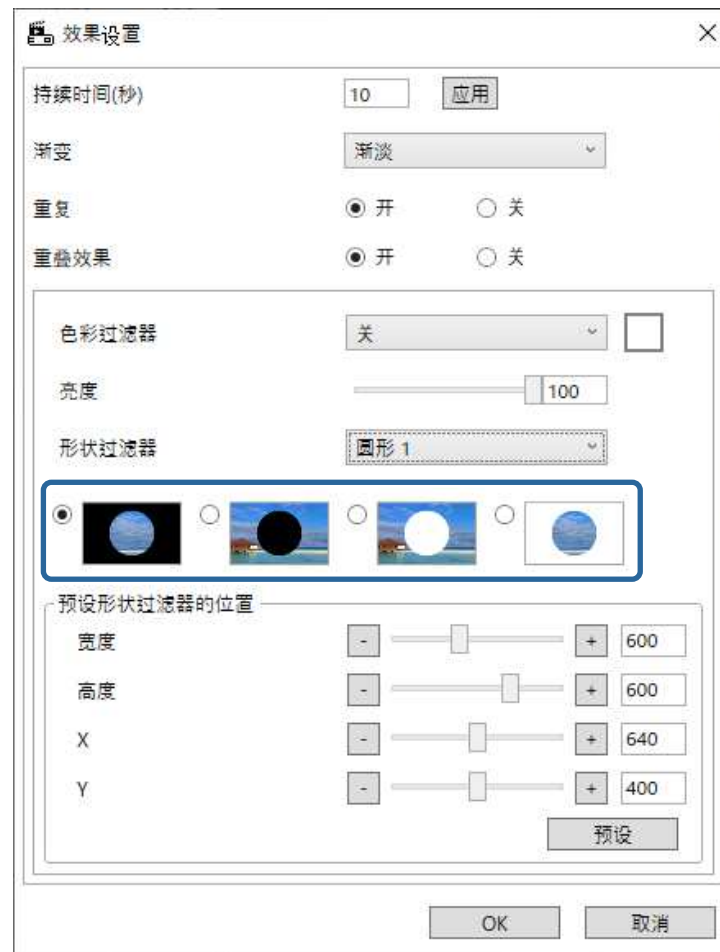 效果设置
持续时间(秒) 10 应用
渐变 渐淡
重复 开 关
重叠效果 开 关
色彩过滤器 关
亮度 100
形状过滤器 圆形 1
预设形状过滤器的位置
宽度 - + 600
高度 - + 600
X - + 640
Y - + 400
预设
OK 取消